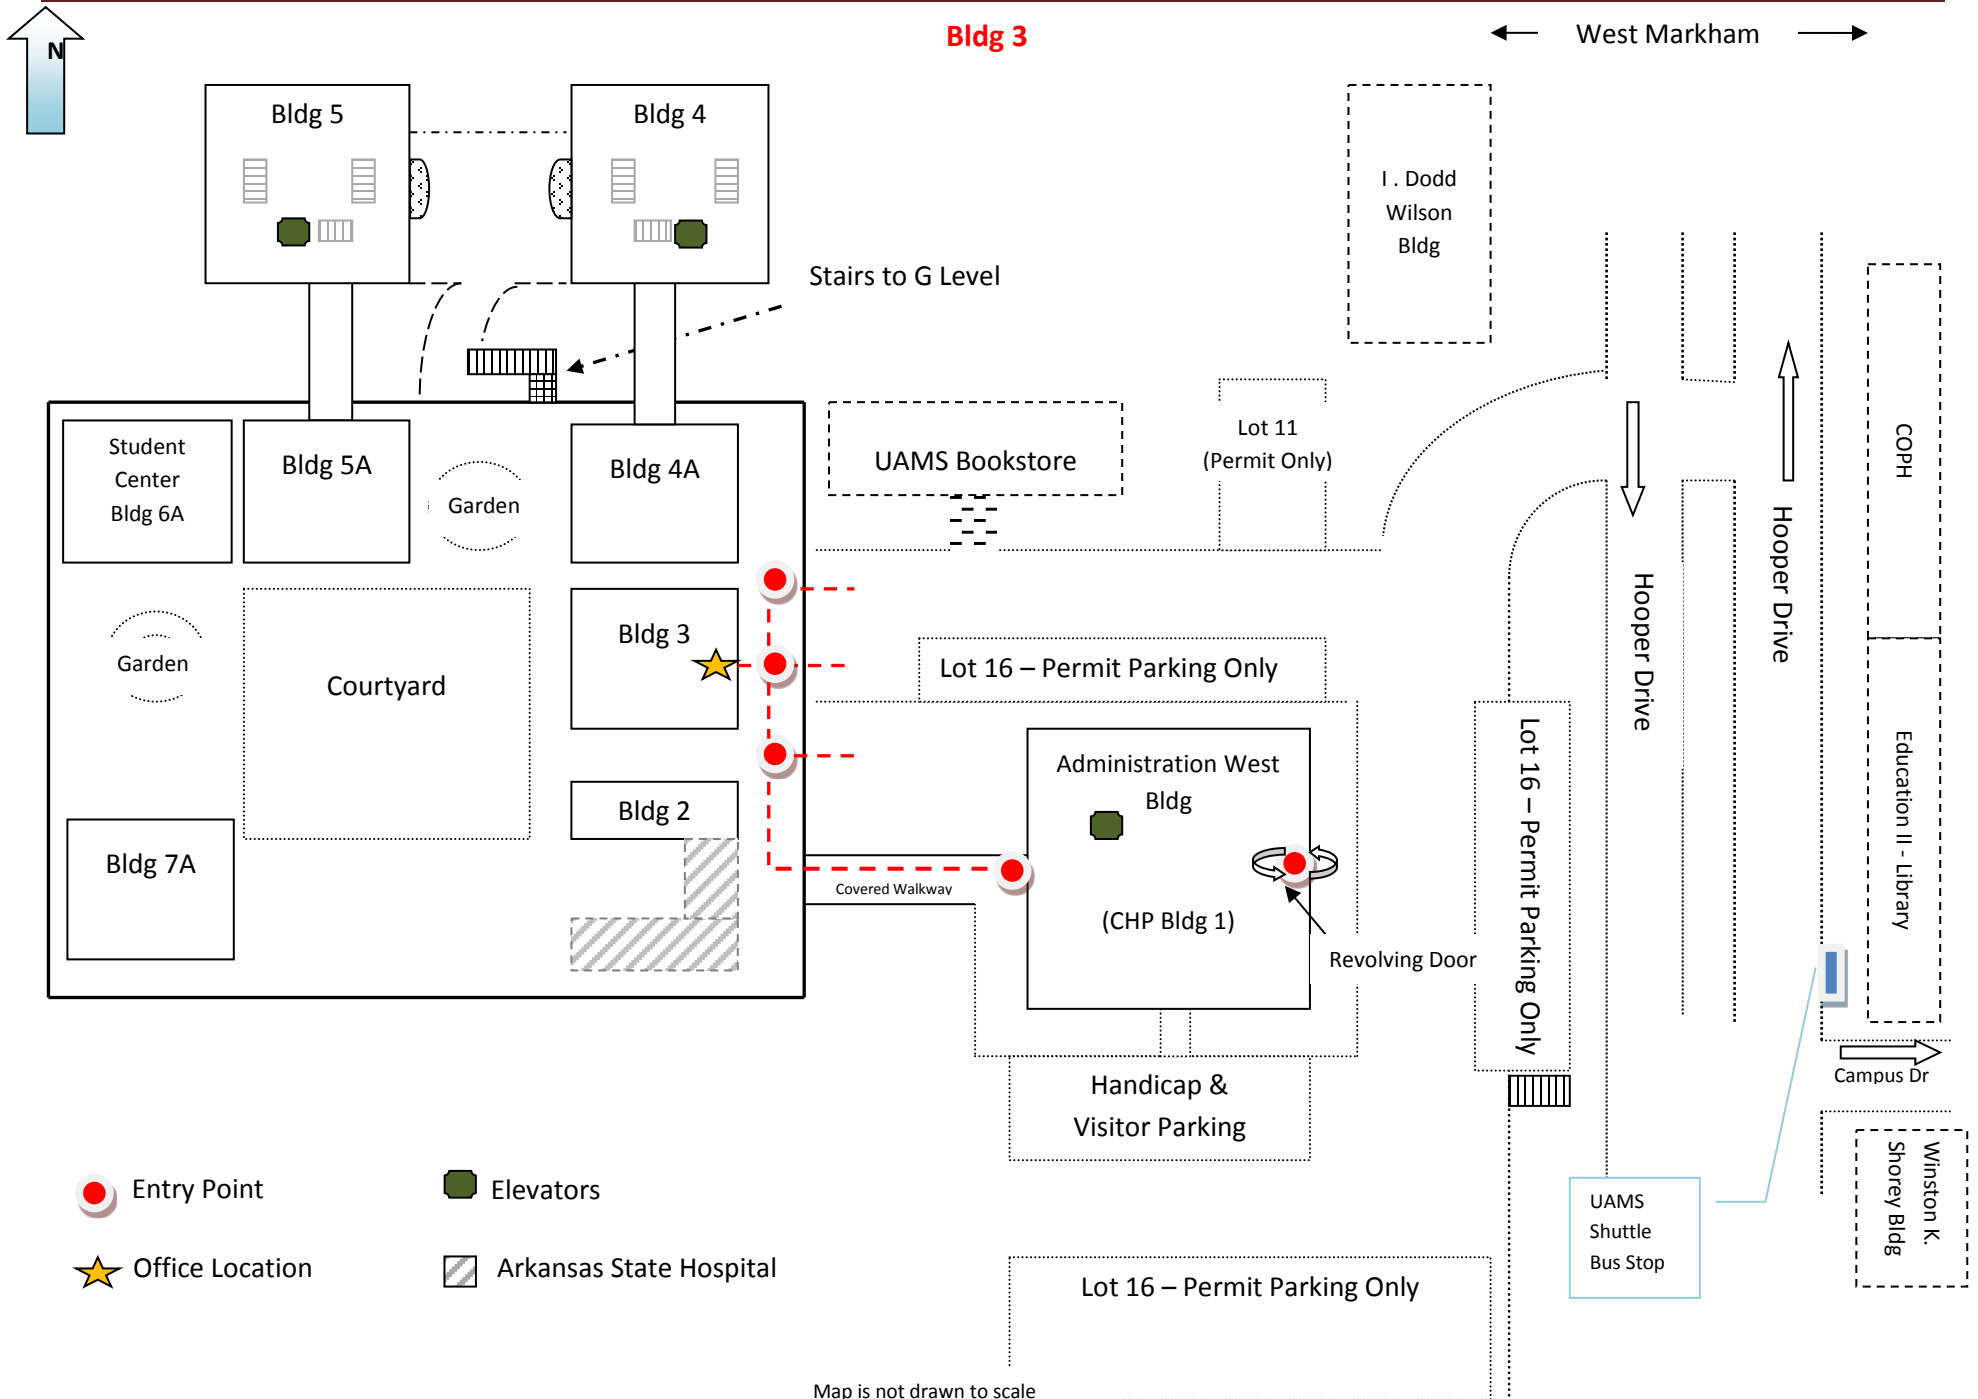 N
Bldg 3
West Markham
Bldg 5
Bldg 4
I . Dodd
Wilson
Bldg
Stairs to G Level
Student
Center
Bldg 6A
Bldg 5A
Garden
Bldg 4A
UAMS Bookstore
Lot 11
(Permit Only)
COPH
Hooper Drive
Hooper Drive
Garden
Courtyard
Bldg 3
Lot 16 – Permit Parking Only
Administration West
Bldg
(CHP Bldg 1)
Lot 16 – Permit Parking Only
Education II - Library
Bldg 2
Bldg 7A
Covered Walkway
Revolving Door
Handicap &
Visitor Parking
Campus Dr
Winston K.
Shorey Bldg
Entry Point
Elevators
Office Location
Arkansas State Hospital
UAMS
Shuttle
Bus Stop
Lot 16 – Permit Parking Only
Map is not drawn to scale